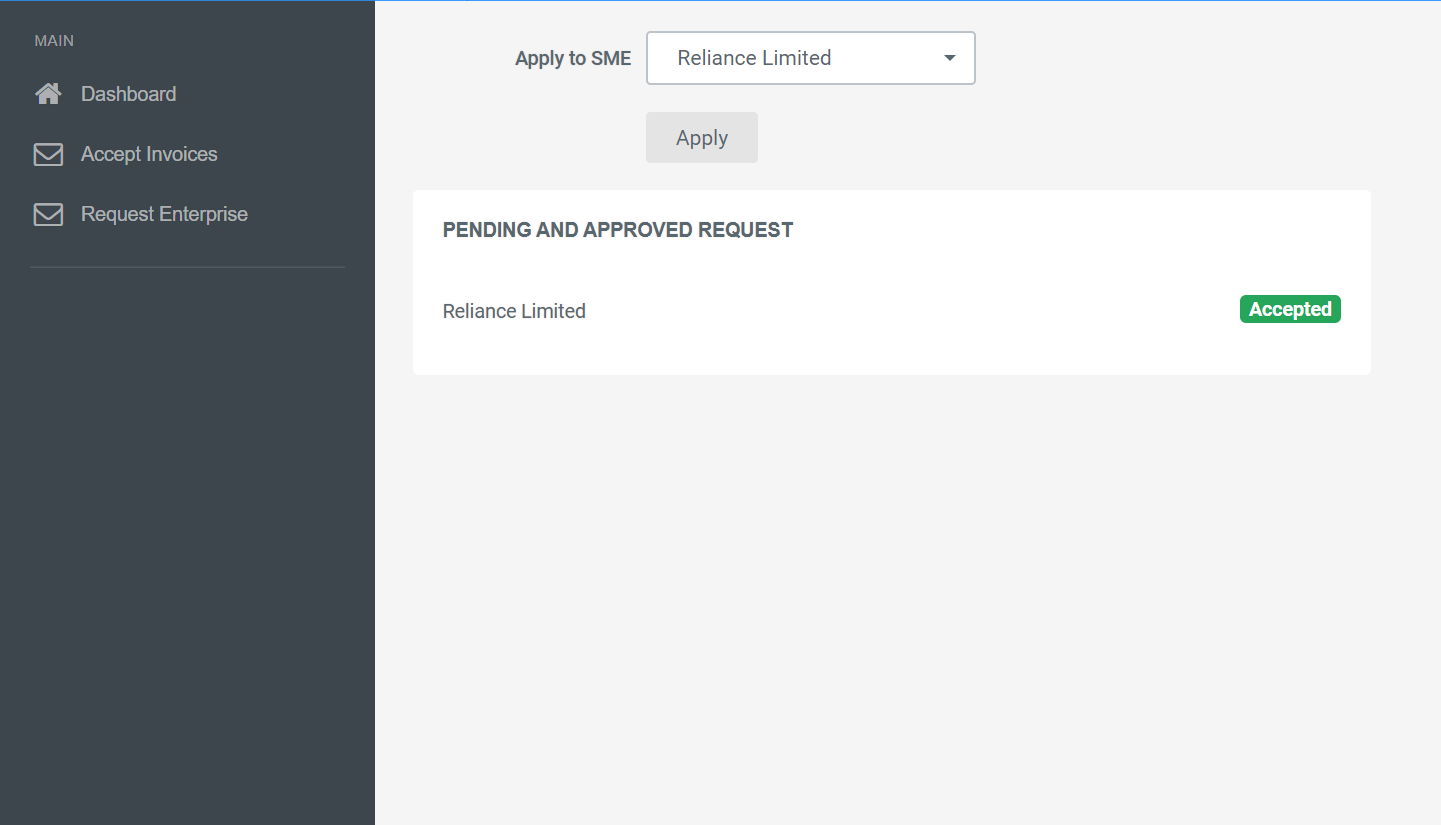 MAIN
Dashboard
Accept Invoices
Request Enterprise
Apply to SME
Reliance Limited
Apply
PENDING AND APPROVED REQUEST
Reliance Limited
Accepted